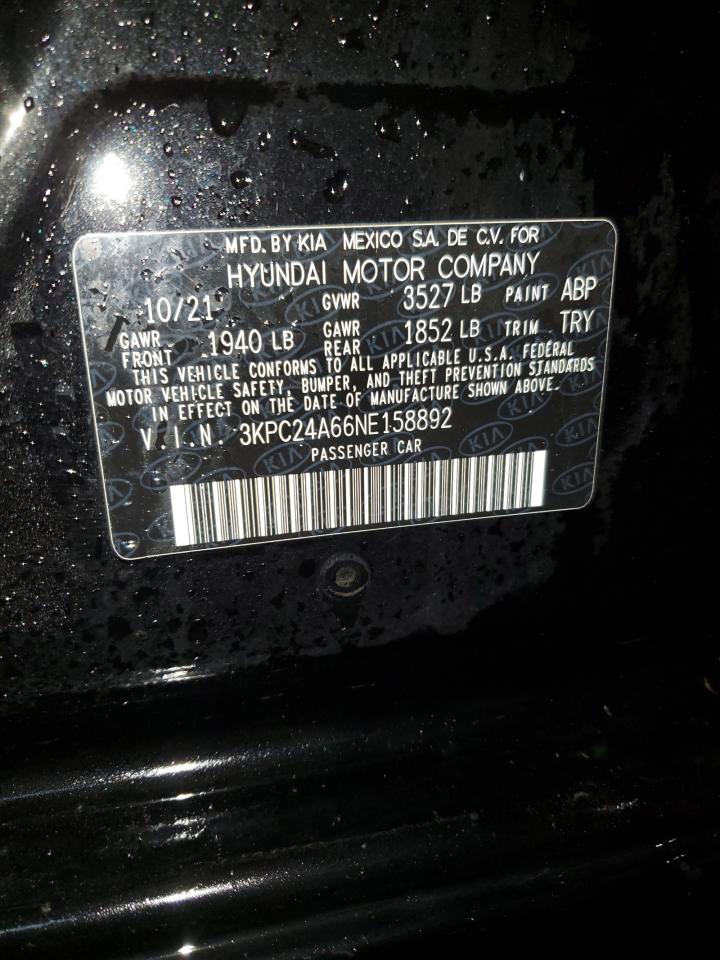 MFD. BY KIA MEXICO S.A. DE C.V. FOR
HYUNDAI MOTOR COMPANY
10/21 GVWR 3527 LB PAINT ABP
GAWR FRONT 1940 LB GAWR REAR 1852 LB TRIM TRY
THIS VEHICLE CONFORMS TO ALL APPLICABLE U.S.A. FEDERAL
MOTOR VEHICLE SAFETY, BUMPER, AND THEFT PREVENTION STANDARDS
IN EFFECT ON THE DATE OF MANUFACTURE SHOWN ABOVE.
V.I.N. 3KPC24A66NE158892
PASSENGER CAR